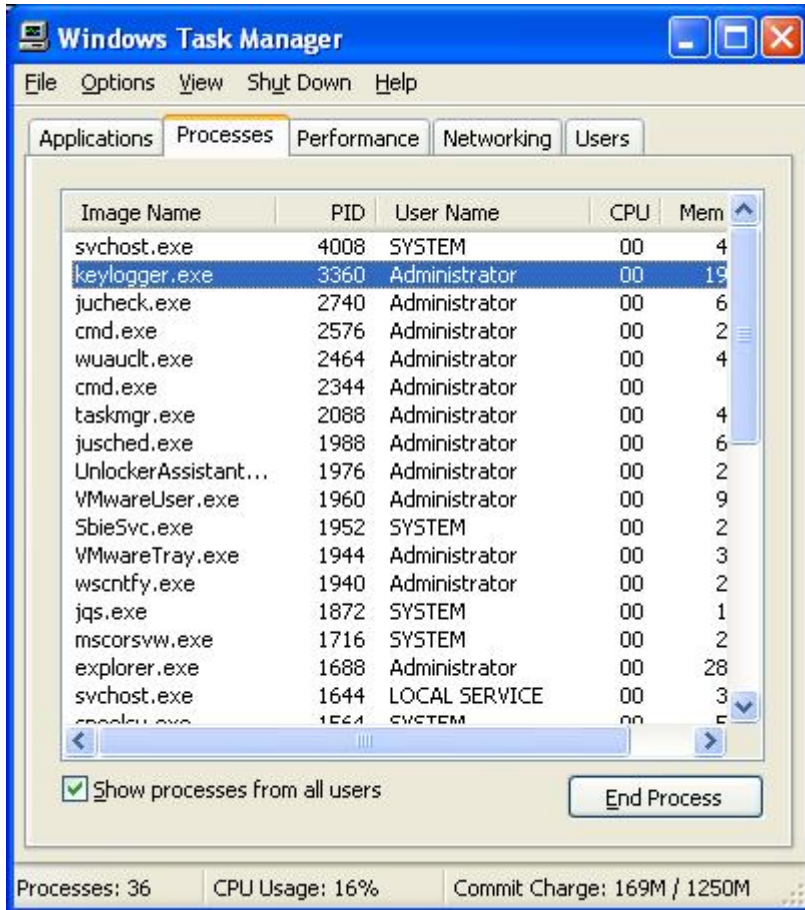 Windows Task Manager
File Options View Shut Down Help
Applications Processes Performance Networking Users
Image Name PID User Name CPU Mem
svchost.exe 4008 SYSTEM 00 4
keylogger.exe 3360 Administrator 00 19
jucheck.exe 2740 Administrator 00 6
cmd.exe 2576 Administrator 00 2
wuauclt.exe 2464 Administrator 00 4
cmd.exe 2344 Administrator 00
taskmgr.exe 2088 Administrator 00 4
jusched.exe 1988 Administrator 00 6
UnlockerAssistant... 1976 Administrator 00 2
VMwareUser.exe 1960 Administrator 00 9
SbieSvc.exe 1952 SYSTEM 00 2
VMwareTray.exe 1944 Administrator 00 3
wscntfy.exe 1940 Administrator 00 2
jqs.exe 1872 SYSTEM 00 1
mscorsvw.exe 1716 SYSTEM 00 2
explorer.exe 1688 Administrator 00 28
svchost.exe 1644 LOCAL SERVICE 00 3
1564 SYSTEM 00 5
Show processes from all users
End Process
Processes: 36 CPU Usage: 16% Commit Charge: 169M / 1250M